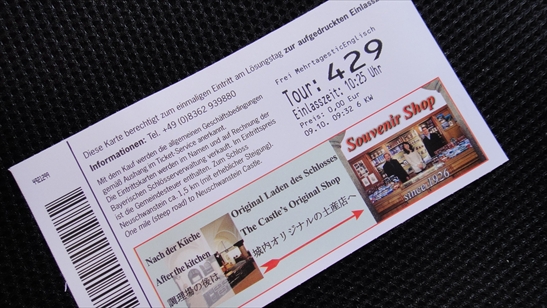 Diese Karte berechtigt zum einmaligen Eintritt am Lösungstag zur aufgedruckten Einlasszeit
Informationen: Tel. +49 (0)8362 939880
Mit dem Kauf werden die allgemeinen Geschäftsbedingungen
gemäß Aushang im Ticket-Service anerkannt.
Die Eintrittskarten werden im Namen und auf Rechnung der
Bayerischen Schlösserverwaltung verkauft. Im Eintrittspreis
ist die Gemeindesteuer enthalten. Zum Schloss
Neuschwanstein ca. 1,5 km (mit erheblicher Steigung).
One mile (steep road) to Neuschwanstein Castle.
Frei MehrtagesticEnglisch
Tour: 429
Einlasszeit: 10:25 Uhr
Preis: 0,00 Eur
09.10. 09:32 6 KW
Nach der Küche
After the kitchen
調理場の後は
Original Laden des Schlosses
The Castle's Original Shop
城内オリジナルの土産店へ
Souvenir Shop
since 1926